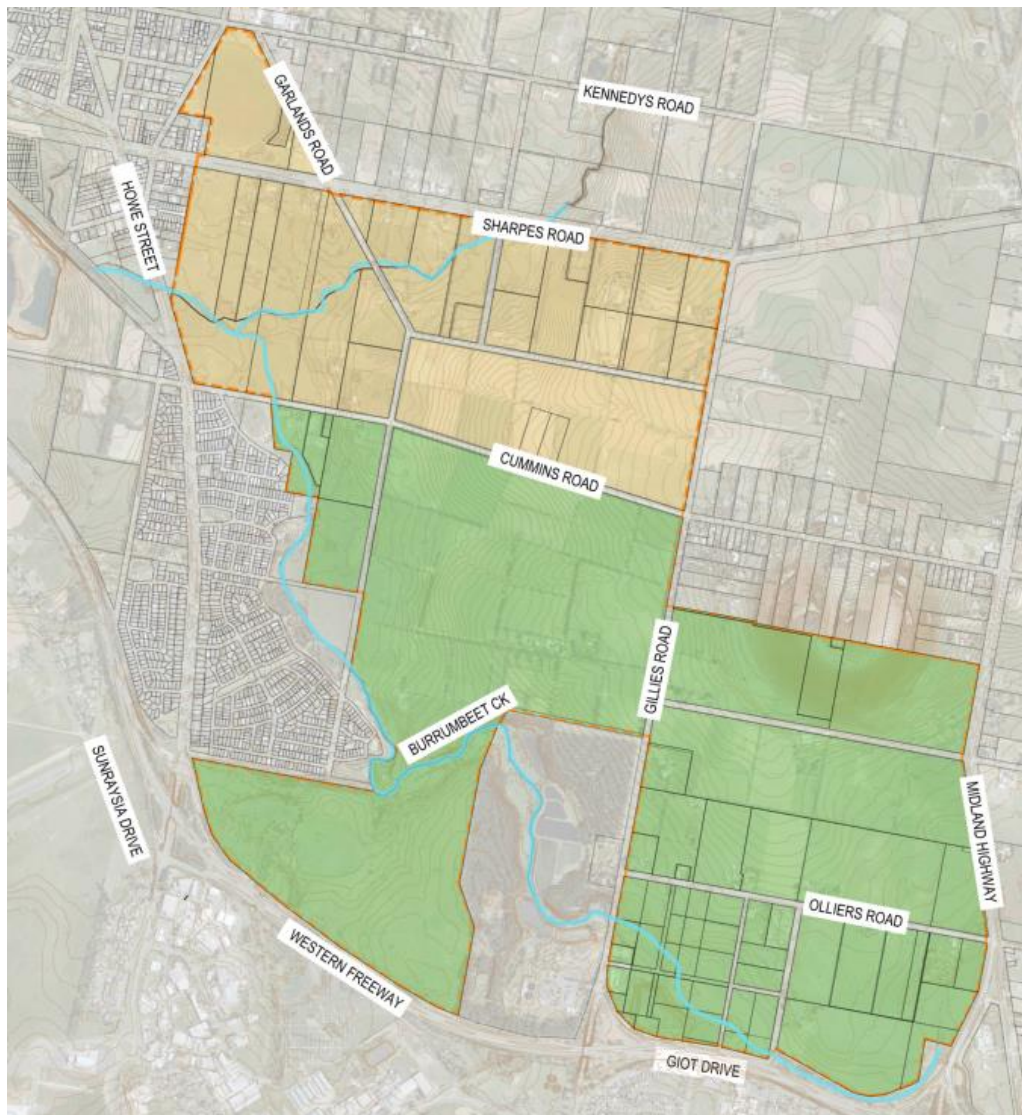 KENNEDYS ROAD
GARLANDS ROAD
HOWE STREET
SHARPES ROAD
CUMMINS ROAD
GILLIES ROAD
BURRUMBEET CK
SUNRAYSIA DRIVE
MIDLAND HIGHWAY
OLLIERS ROAD
WESTERN FREEWAY
GIOT DRIVE